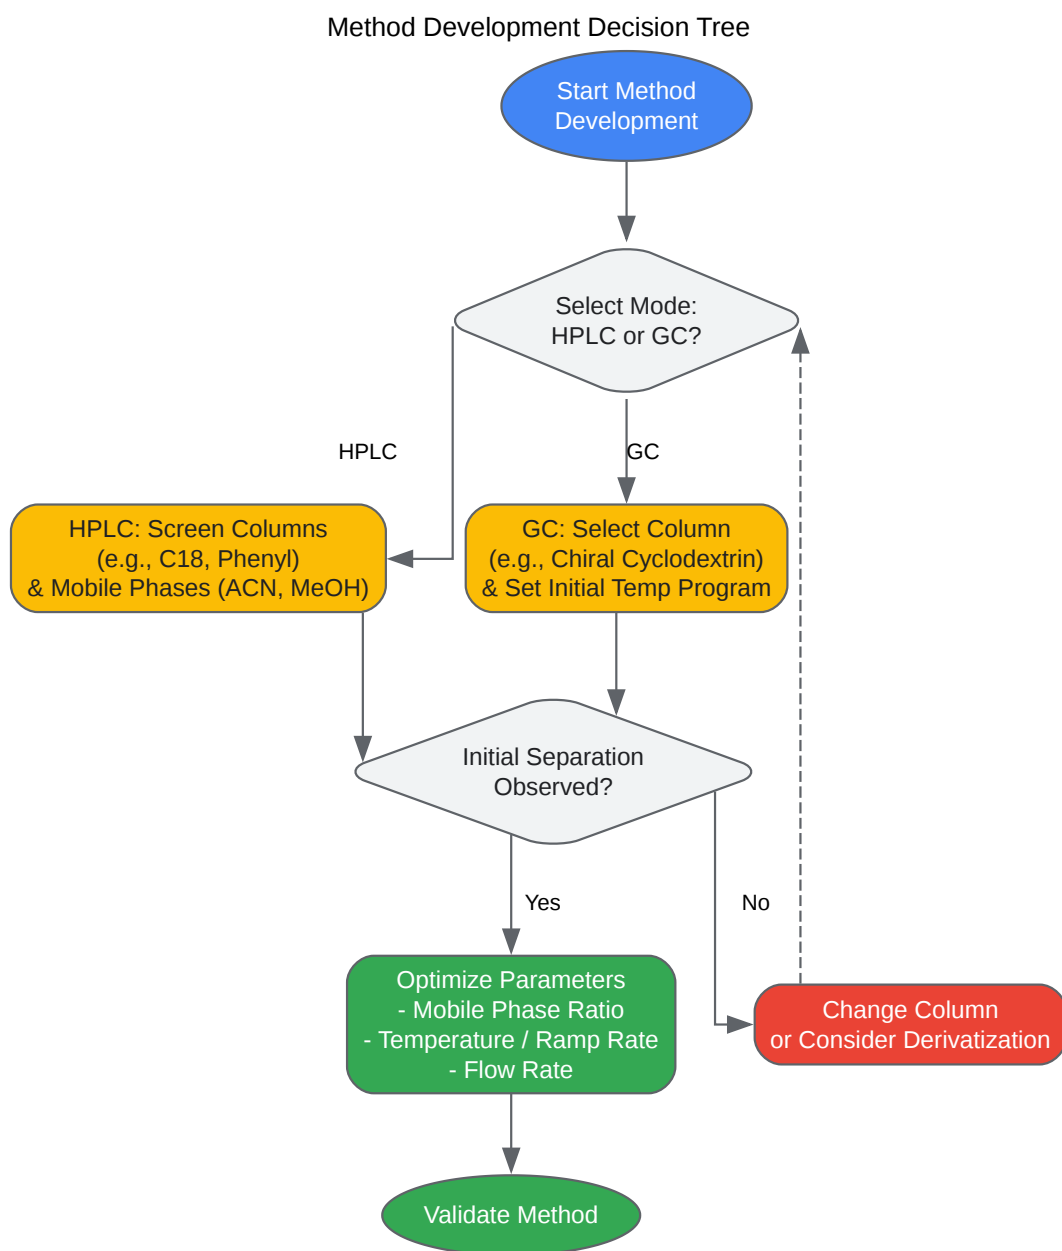 Method Development Decision Tree
Start Method
Development
Select Mode:
HPLC or GC?
HPLC
GC
HPLC: Screen Columns
(e.g., C18, Phenyl)
& Mobile Phases (ACN, MeOH)
GC: Select Column
(e.g., Chiral Cyclodextrin)
& Set Initial Temp Program
Initial Separation
Observed?
Yes
No
Optimize Parameters
- Mobile Phase Ratio
- Temperature / Ramp Rate
- Flow Rate
Change Column
or Consider Derivatization
Validate Method